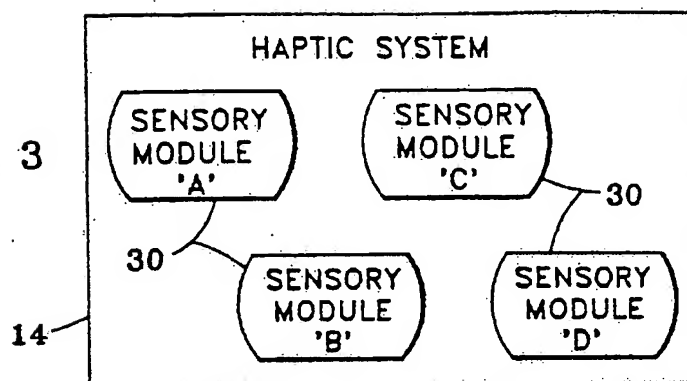 HAPTIC SYSTEM
SENSORY
MODULE
'A'
SENSORY
MODULE
'C'
3
30
30
SENSORY
MODULE
'B'
SENSORY
MODULE
'D'
14